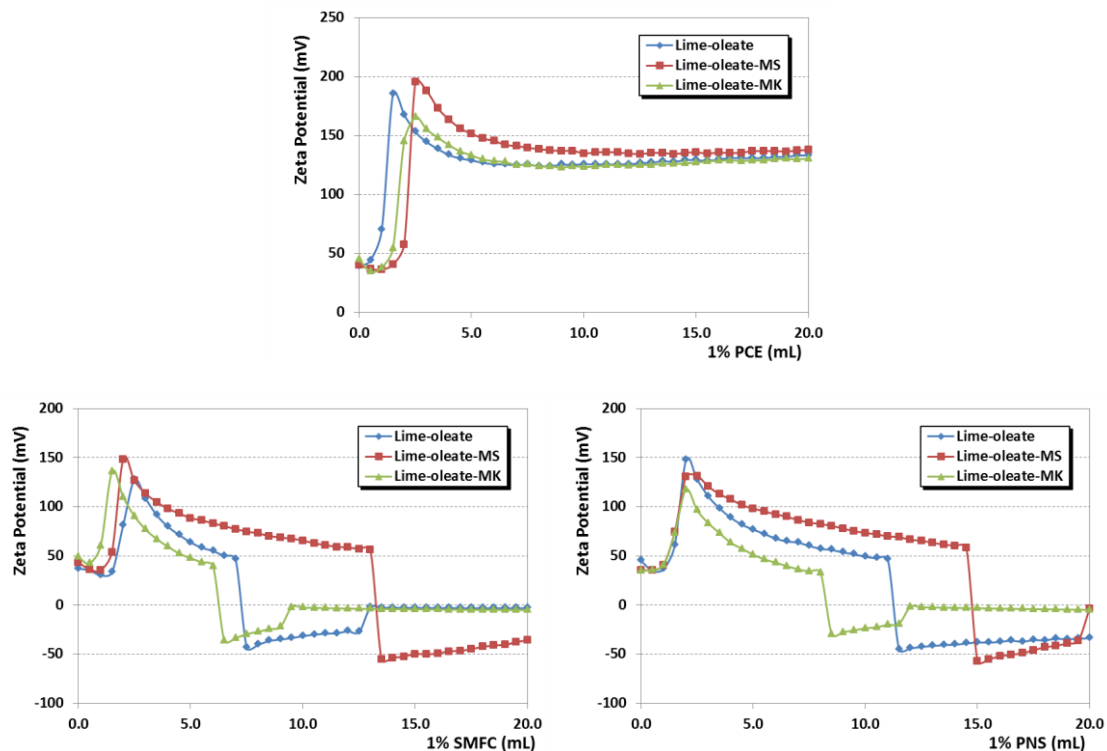 250
200
150
100
50
0
Zeta Potential (mV)
Lime-oleate
Lime-oleate-MS
Lime-oleate-MK
0.0 5.0 10.0 15.0 20.0
1% PCE (mL)
200
150
100
50
0
-50
-100
Zeta Potential (mV)
Lime-oleate
Lime-oleate-MS
Lime-oleate-MK
0.0 5.0 10.0 15.0 20.0
1% SMFC (mL)
200
150
100
50
0
-50
-100
Zeta Potential (mV)
Lime-oleate
Lime-oleate-MS
Lime-oleate-MK
0.0 5.0 10.0 15.0 20.0
1% PNS (mL)